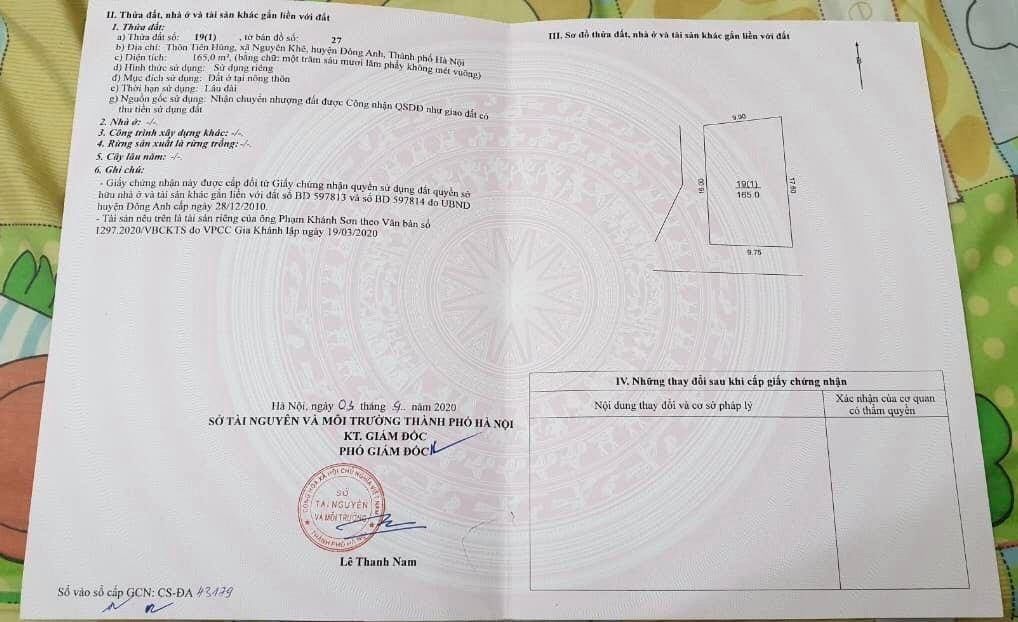 II. Thửa đất, nhà ở và tài sản khác gắn liền với đất
1. Thửa đất:
a) Thửa đất số: 19(1) , tờ bản đồ số: 27
b) Địa chỉ: Thôn Tiên Hùng, xã Nguyên Khê, huyện Đông Anh, Thành phố Hà Nội
c) Diện tích: 165,0 m², (bằng chữ: một trăm sáu mươi lăm phẩy không mét vuông)
d) Hình thức sử dụng: Sử dụng riêng
đ) Mục đích sử dụng: Đất ở tại nông thôn
e) Thời hạn sử dụng: Lâu dài
g) Nguồn gốc sử dụng: Nhận chuyển nhượng đất được Công nhận QSDĐ như giao đất có
thu tiền sử dụng đất
2. Nhà ở: -/-.
3. Công trình xây dựng khác: -/-.
4. Rừng sản xuất là rừng trồng: -/-.
5. Cây lâu năm: -/-.
6. Ghi chú:
- Giấy chứng nhận này được cấp đổi từ Giấy chứng nhận quyền sử dụng đất quyền sở
hữu nhà ở và tài sản khác gắn liền với đất số BD 597813 và số BD 597814 do UBND
huyện Đông Anh cấp ngày 28/12/2010.
- Tài sản nêu trên là tài sản riêng của ông Phạm Khánh Sơn theo Văn bản số
1297.2020/VBCKTS do VPCC Gia Khánh lập ngày 19/03/2020
Hà Nội, ngày 03 tháng 9.. năm 2020
SỞ TÀI NGUYÊN VÀ MÔI TRƯỜNG THÀNH PHỐ HÀ NỘI
KT. GIÁM ĐỐC
PHÓ GIÁM ĐỐC
CỘNG HÒA XÃ HỘI CHỦ NGHĨA VIỆT NAM
SỞ
TÀI NGUYÊN
VÀ MÔI TRƯỜNG
THÀNH PHỐ HÀ NỘI
Lê Thanh Nam
Số vào sổ cấp GCN: CS-ĐA 43179
III. Sơ đồ thửa đất, nhà ở và tài sản khác gắn liền với đất
B
9.90
17.60
19(1)
165.0
9.75
IV. Những thay đổi sau khi cấp giấy chứng nhận
Nội dung thay đổi và cơ sở pháp lý
Xác nhận của cơ quan
có thẩm quyền